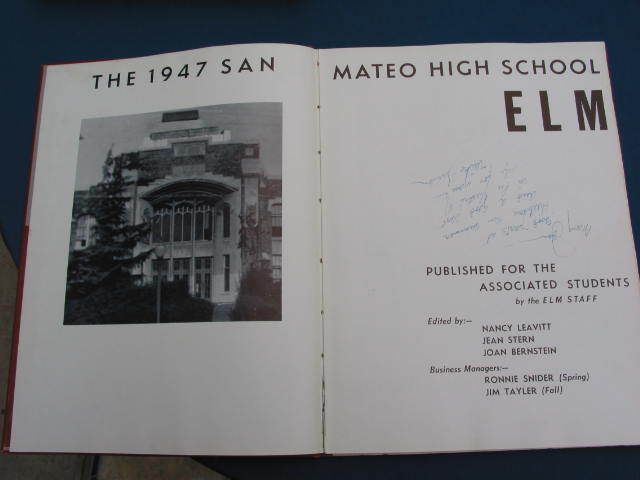 THE 1947 SAN MATEO HIGH SCHOOL
ELM
PUBLISHED FOR THE
ASSOCIATED STUDENTS
by the ELM STAFF
Edited by:—
NANCY LEAVITT
JEAN STERN
JOAN BERNSTEIN
Business Managers:—
RONNIE SNIDER (Spring)
JIM TAYLER (Fall)